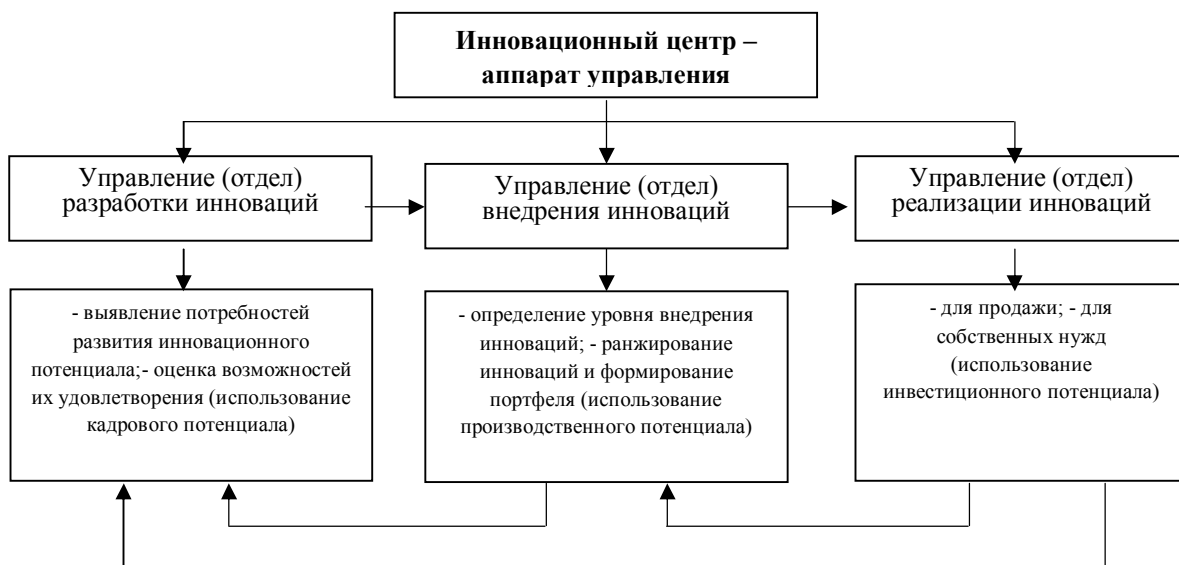 Инновационный центр –
аппарат управления
Управление (отдел)
разработки инноваций
Управление (отдел)
внедрения инноваций
Управление (отдел)
реализации инноваций
- выявление потребностей
развития инновационного
потенциала;- оценка возможностей
их удовлетворения (использование
кадрового потенциала)
- определение уровня внедрения
инноваций; - ранжирование
инноваций и формирование
портфеля (использование
производственного потенциала)
- для продажи; - для
собственных нужд
(использование
инвестиционного потенциала)